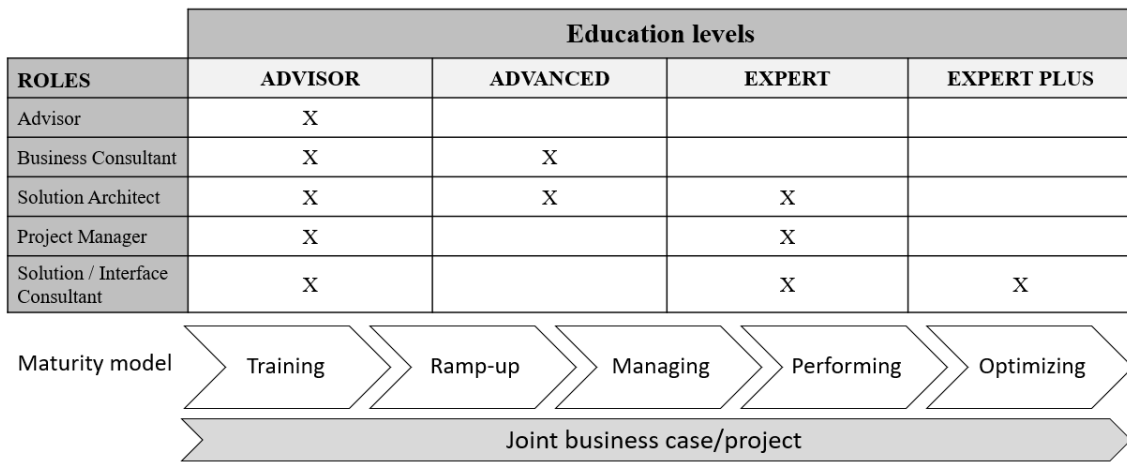 Education levels
ROLES ADVISOR ADVANCED EXPERT EXPERT PLUS
Advisor X
Business Consultant X X
Solution Architect X X X
Project Manager X X
Solution / Interface
Consultant X X X
Maturity model Training Ramp-up Managing Performing Optimizing
Joint business case/project